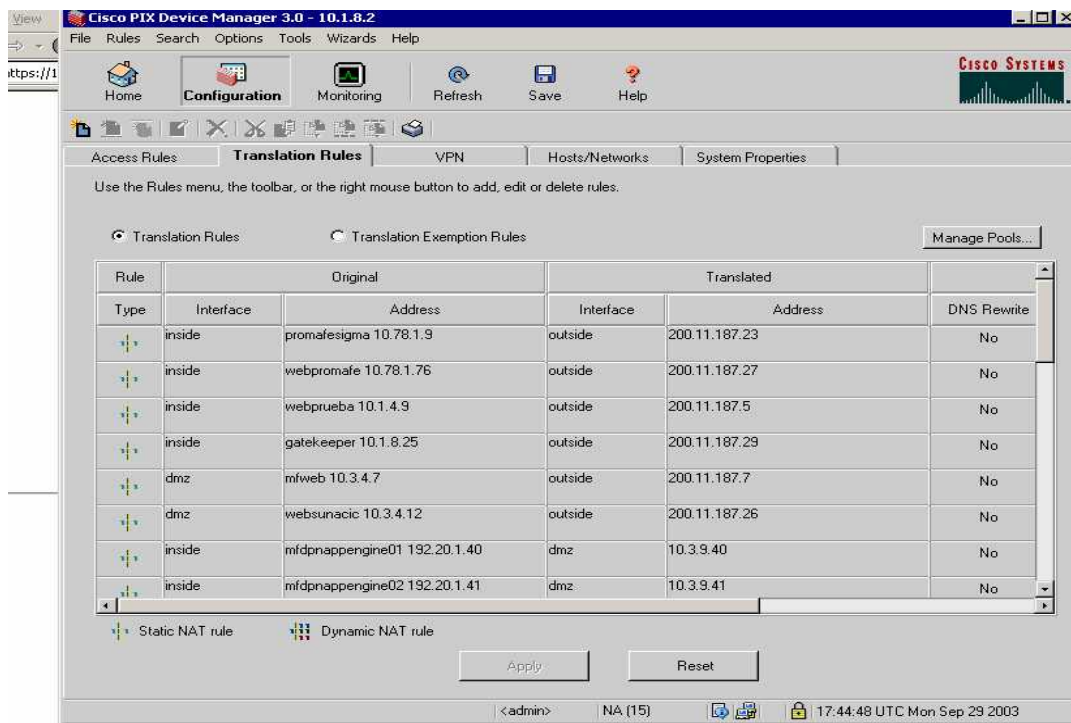 View
Cisco PIX Device Manager 3.0 - 10.1.8.2
File Rules Search Options Tools Wizards Help
https://1
Home Configuration Monitoring Refresh Save Help
CISCO SYSTEMS
Access Rules Translation Rules VPN Hosts/Networks System Properties
Use the Rules menu, the toolbar, or the right mouse button to add, edit or delete rules.
Translation Rules Translation Exemption Rules Manage Pools...
Rule Original Translated
Type Interface Address Interface Address DNS Rewrite
inside promafesigma 10.78.1.9 outside 200.11.187.23 No
inside webpromafe 10.78.1.76 outside 200.11.187.27 No
inside webprueba 10.1.4.9 outside 200.11.187.5 No
inside gatekeeper 10.1.8.25 outside 200.11.187.29 No
dmz mfweb 10.3.4.7 outside 200.11.187.7 No
dmz websunacic 10.3.4.12 outside 200.11.187.26 No
inside mfdpnappengine01 192.20.1.40 dmz 10.3.9.40 No
inside mfdpnappengine02 192.20.1.41 dmz 10.3.9.41 No
Static NAT rule Dynamic NAT rule
Apply Reset
<admin> NA (15) 17:44:48 UTC Mon Sep 29 2003